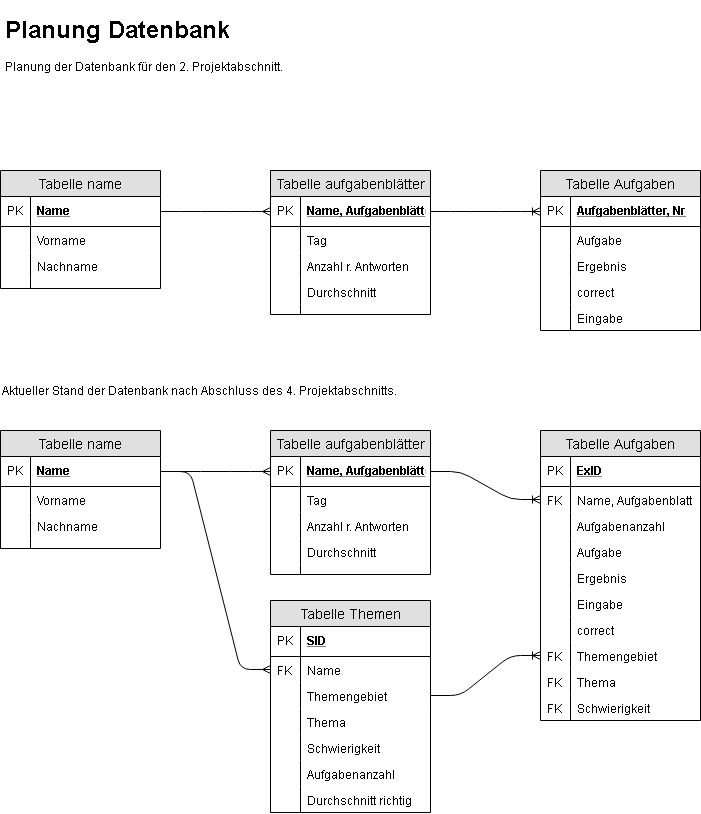 Planung Datenbank
Planung der Datenbank für den 2. Projektabschnitt.
Tabelle name
PK Name
Vorname
Nachname
Tabelle aufgabenblätter
PK Name, Aufgabenblätt
Tag
Anzahl r. Antworten
Durchschnitt
Tabelle Aufgaben
PK Aufgabenblätter, Nr
Aufgabe
Ergebnis
correct
Eingabe
Aktueller Stand der Datenbank nach Abschluss des 4. Projektabschnitts.
Tabelle name
PK Name
Vorname
Nachname
Tabelle aufgabenblätter
PK Name, Aufgabenblätt
Tag
Anzahl r. Antworten
Durchschnitt
Tabelle Themen
PK SID
FK Name
Themengebiet
Thema
Schwierigkeit
Aufgabenanzahl
Durchschnitt richtig
Tabelle Aufgaben
PK ExID
FK Name, Aufgabenblatt
Aufgabenanzahl
Aufgabe
Ergebnis
Eingabe
correct
FK Themengebiet
FK Thema
FK Schwierigkeit